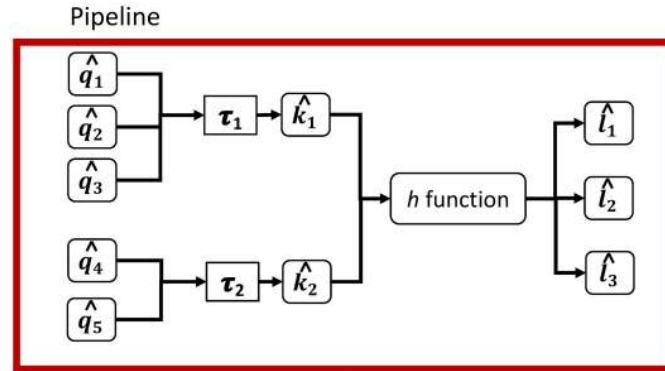 Pipeline
q̂₁
q̂₂
q̂₃
τ₁
k̂₁
q̂₄
q̂₅
τ₂
k̂₂
h function
l̂₁
l̂₂
l̂₃